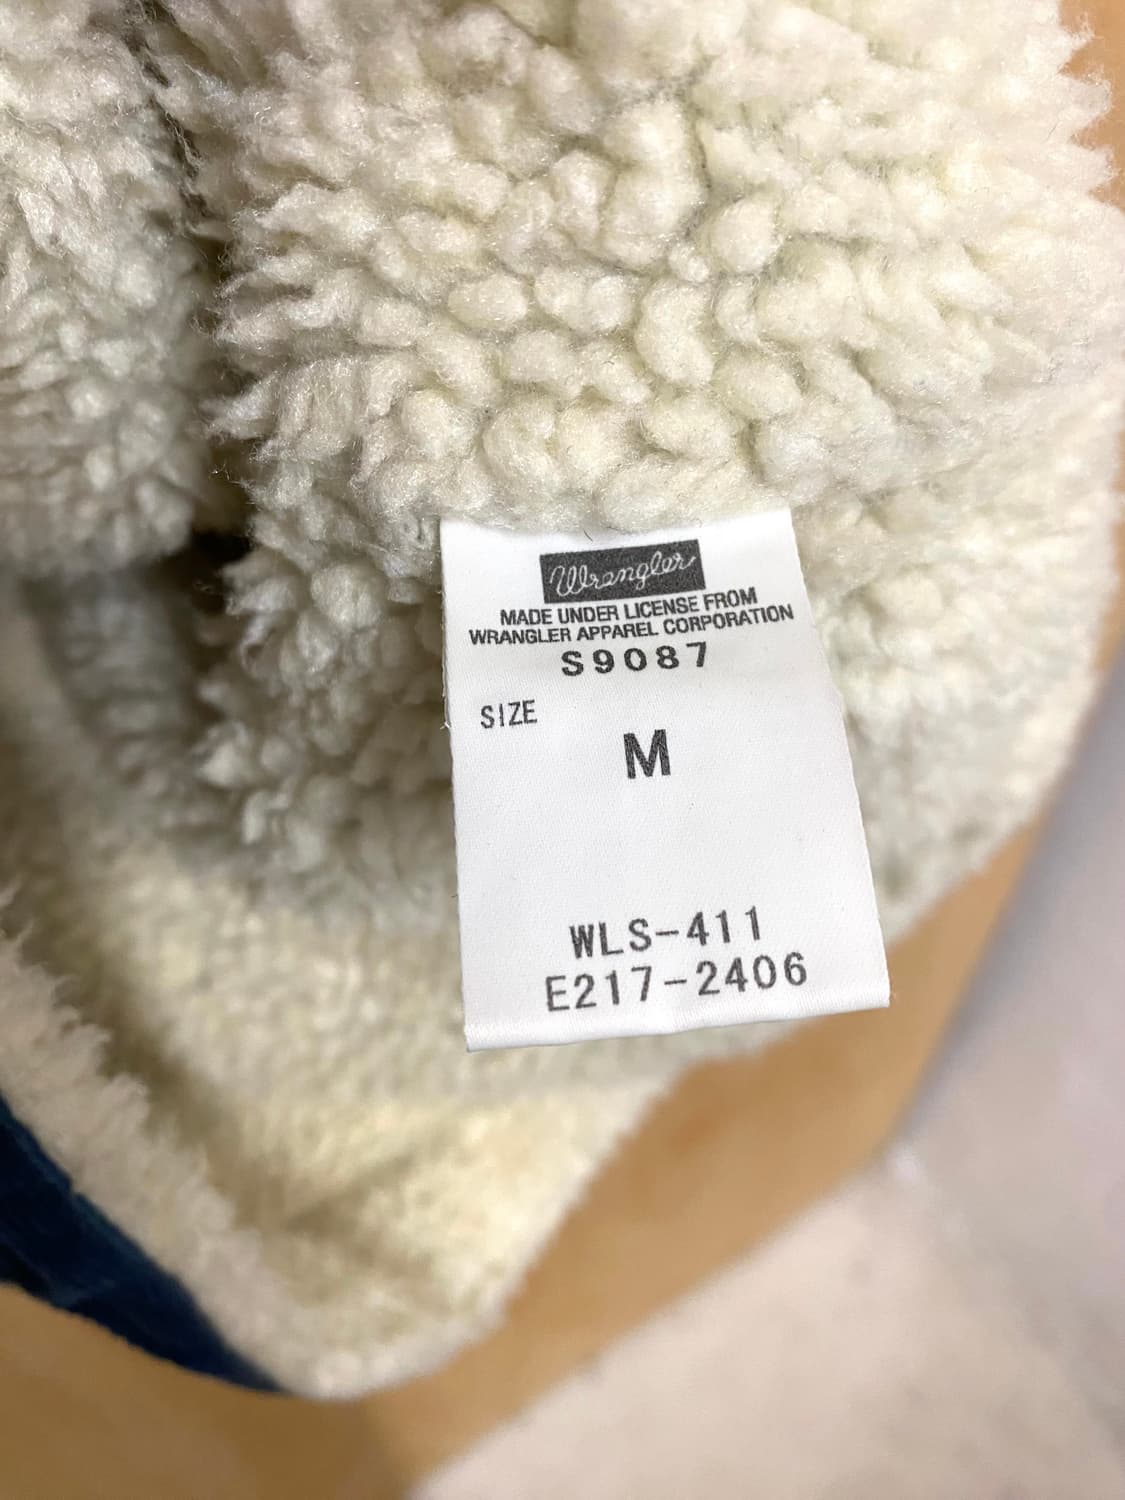 Wrangler
MADE UNDER LICENSE FROM
WRANGLER APPAREL CORPORATION
S9087
SIZE
M
WLS-411
E217-2406